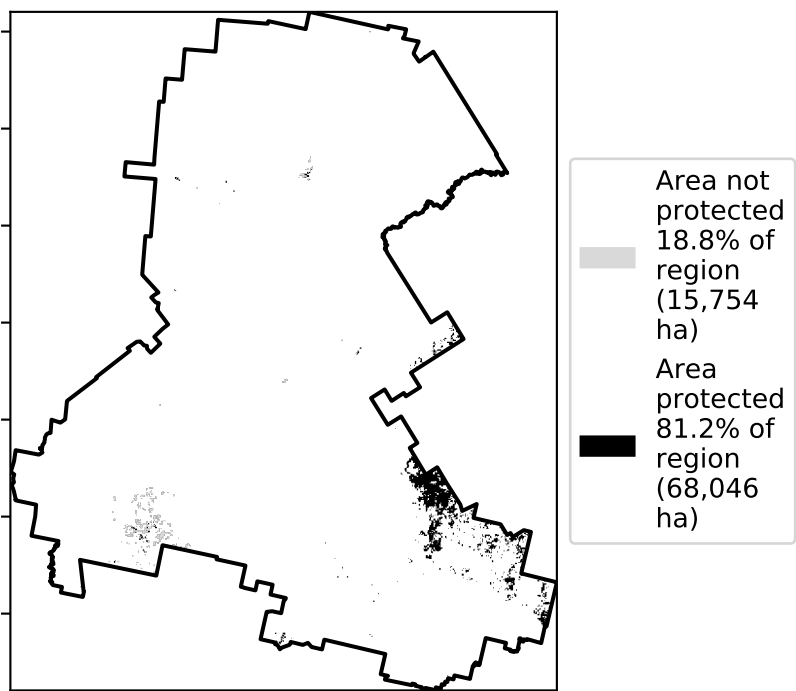 Area not
protected
18.8% of
region
(15,754
ha)
Area
protected
81.2% of
region
(68,046
ha)